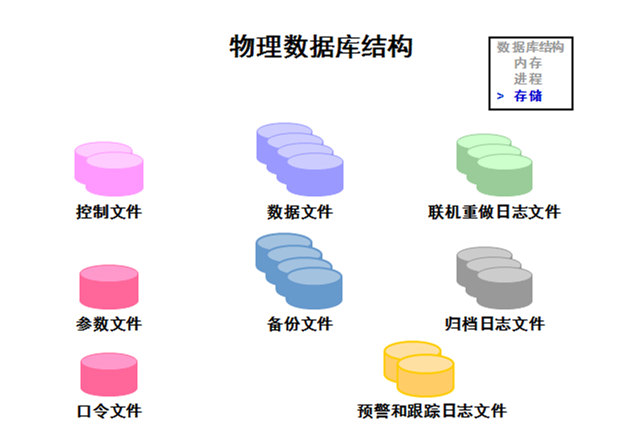 物理数据库结构
数据库结构
内存
进程
> 存储
控制文件
数据文件
联机重做日志文件
参数文件
备份文件
归档日志文件
口令文件
预警和跟踪日志文件